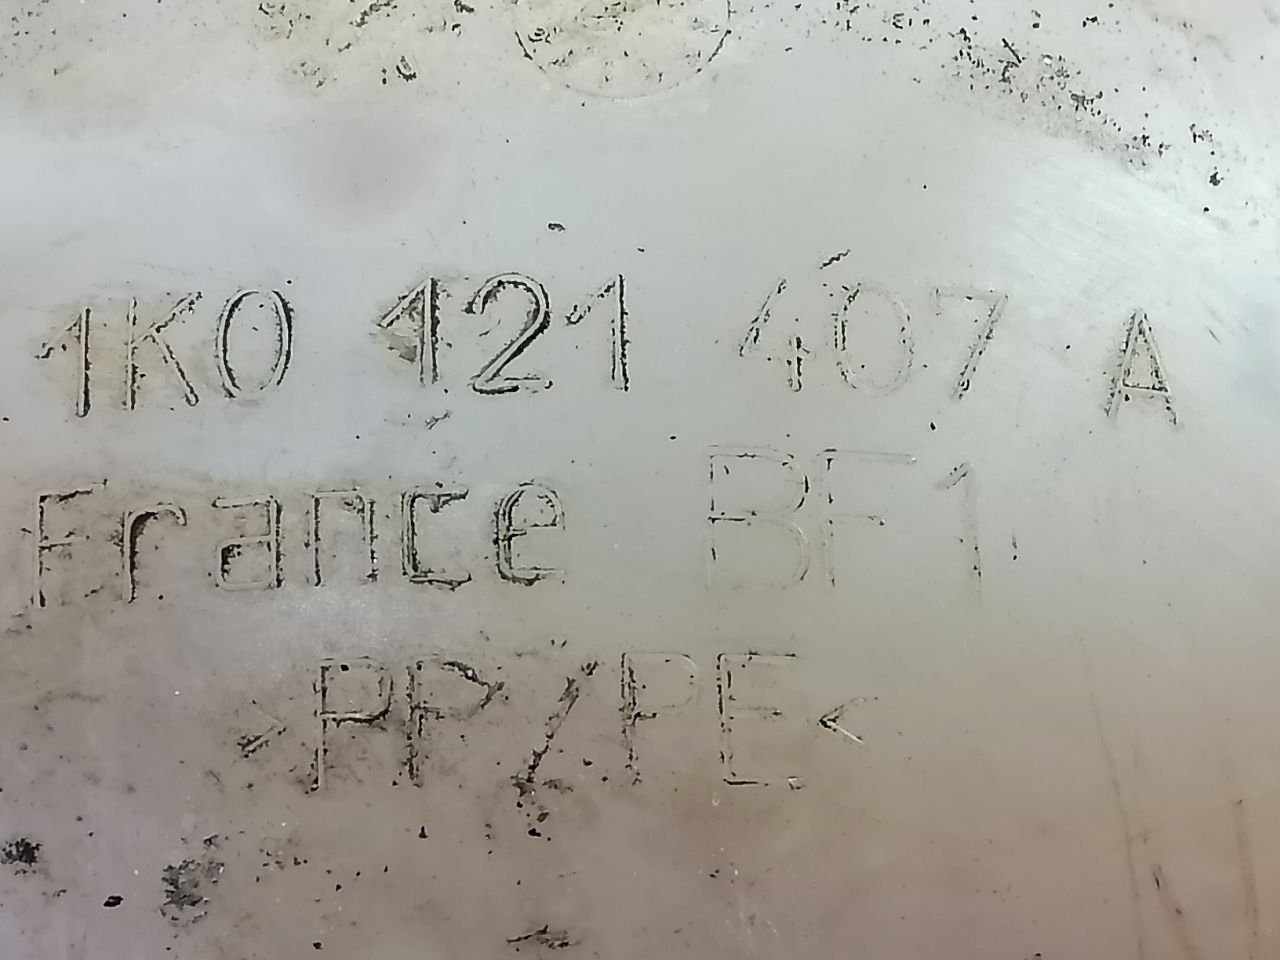 1K0 121 407 A
France BF1
>PP/PE<